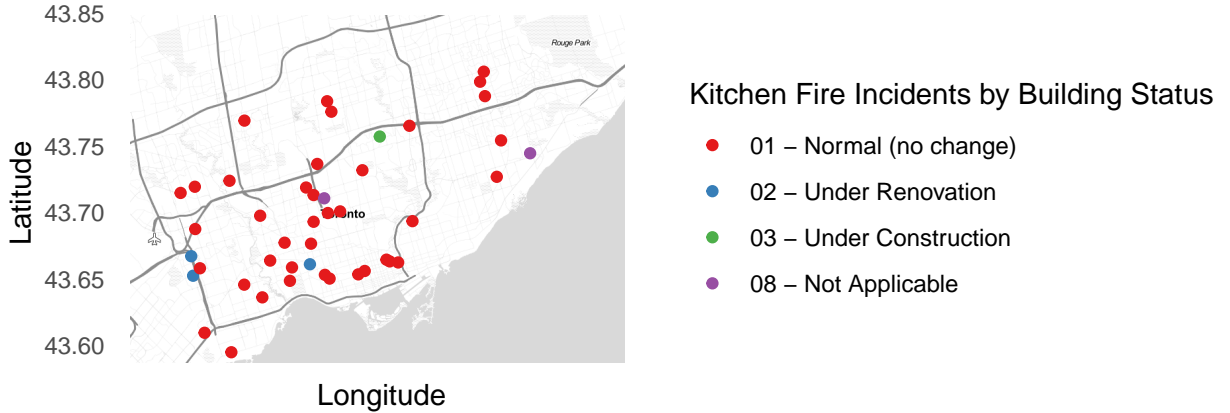 43.85
43.80
43.75
43.70
43.65
43.60
Latitude
Longitude
Rouge Park
Toronto
Kitchen Fire Incidents by Building Status
01 – Normal (no change)
02 – Under Renovation
03 – Under Construction
08 – Not Applicable